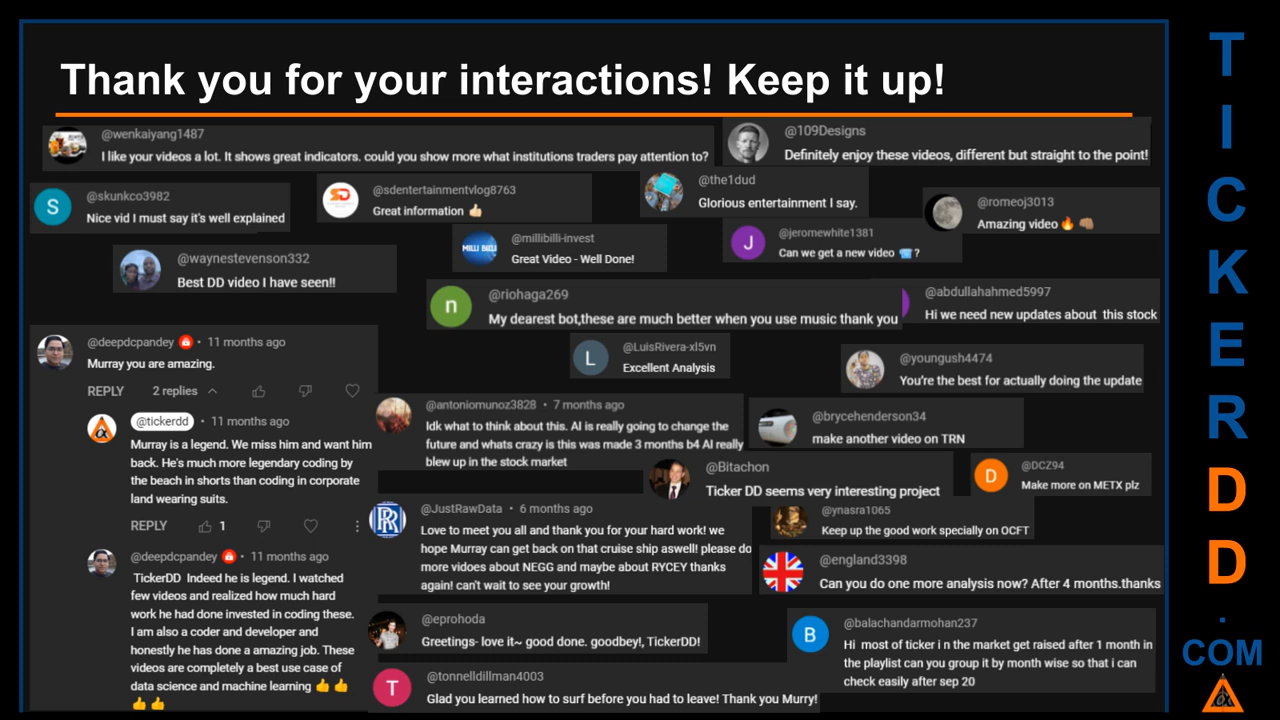 Thank you for your interactions! Keep it up!
@wenkaiyang1487
I like your videos a lot. It shows great indicators. could you show more what institutions traders pay attention to?
@109Designs
Definitely enjoy these videos, different but straight to the point!
@skunkco3982
Nice vid I must say it's well explained
@sdentertainmentvlog8763
Great information 👍🏻
@the1dud
Glorious entertainment I say.
@romeoj3013
Amazing video 🔥 👊🏽
@waynestevenson332
Best DD video I have seen!!
MILLI BILLI
@millibilli-invest
Great Video - Well Done!
J
@jeromewhite1381
Can we get a new video ?
n
@riohaga269
My dearest bot,these are much better when you use music thank you
@abdullahahmed5997
Hi we need new updates about this stock
@deepdcpandey • 11 months ago
Murray you are amazing.
REPLY 2 replies
@tickerdd • 11 months ago
Murray is a legend. We miss him and want him
back. He's much more legendary coding by
the beach in shorts than coding in corporate
land wearing suits.
REPLY 1
@deepdcpandey • 11 months ago
TickerDD Indeed he is legend. I watched
few videos and realized how much hard
work he had done invested in coding these.
I am also a coder and developer and
honestly he has done a amazing job. These
videos are completely a best use case of
data science and machine learning 👍 👍
👍 👍
L
@LuisRivera-xl5vn
Excellent Analysis
@youngush4474
You're the best for actually doing the update
@antoniomunoz3828 • 7 months ago
Idk what to think about this. AI is really going to change the
future and whats crazy is this was made 3 months b4 AI really
blew up in the stock market
@brycehenderson34
make another video on TRN
@Bitachon
Ticker DD seems very interesting project
D
@DCZ94
Make more on METX plz
@JustRawData • 6 months ago
Love to meet you all and thank you for your hard work! we
hope Murray can get back on that cruise ship aswell! please do
more vidoes about NEGG and maybe about RYCEY thanks
again! can't wait to see your growth!
@ynasra1065
Keep up the good work specially on OCFT
@england3398
Can you do one more analysis now? After 4 months.thanks
@eprohoda
Greetings- love it~ good done. goodbey!, TickerDD!
B
@balachandarmohan237
Hi most of ticker i n the market get raised after 1 month in
the playlist can you group it by month wise so that i can
check easily after sep 20
T
@tonnelldillman4003
Glad you learned how to surf before you had to leave! Thank you Murry!
S
T
I
C
K
E
R
D
D
.
COM